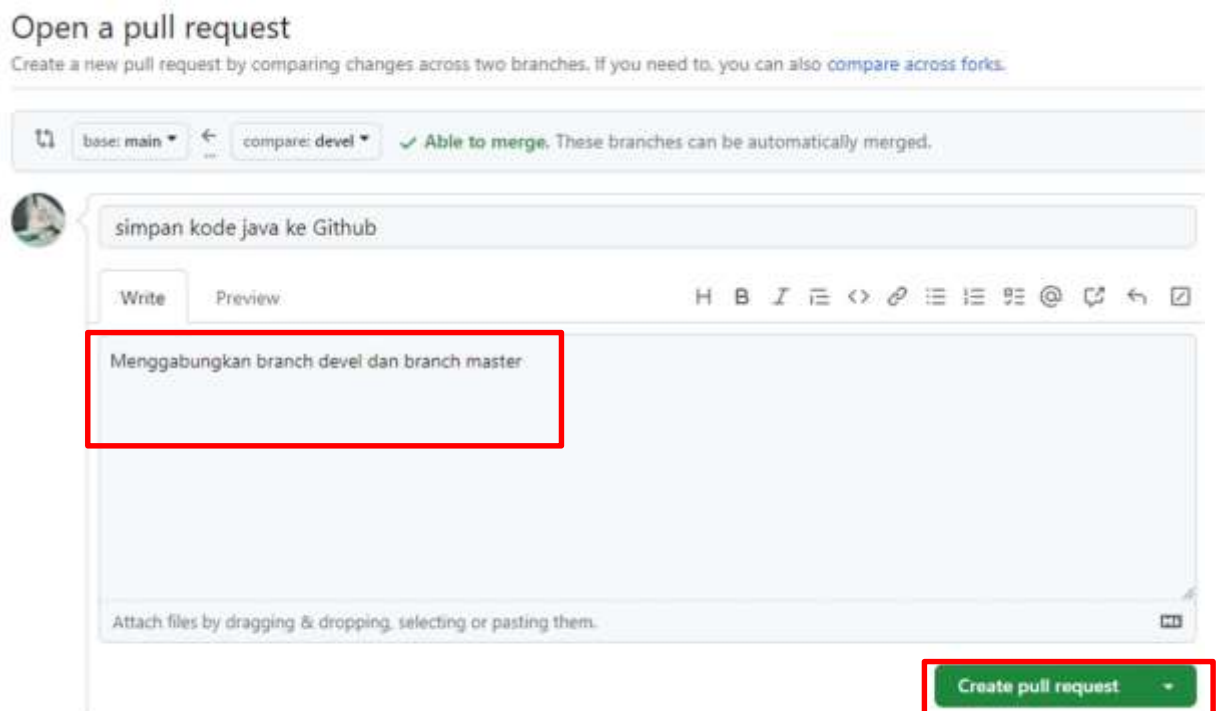 Open a pull request
Create a new pull request by comparing changes across two branches. If you need to, you can also compare across forks.
base: main compare: devel Able to merge. These branches can be automatically merged.
simpan kode java ke Github
Write Preview
Menggabungkan branch devel dan branch master
Attach files by dragging & dropping, selecting or pasting them.
Create pull request